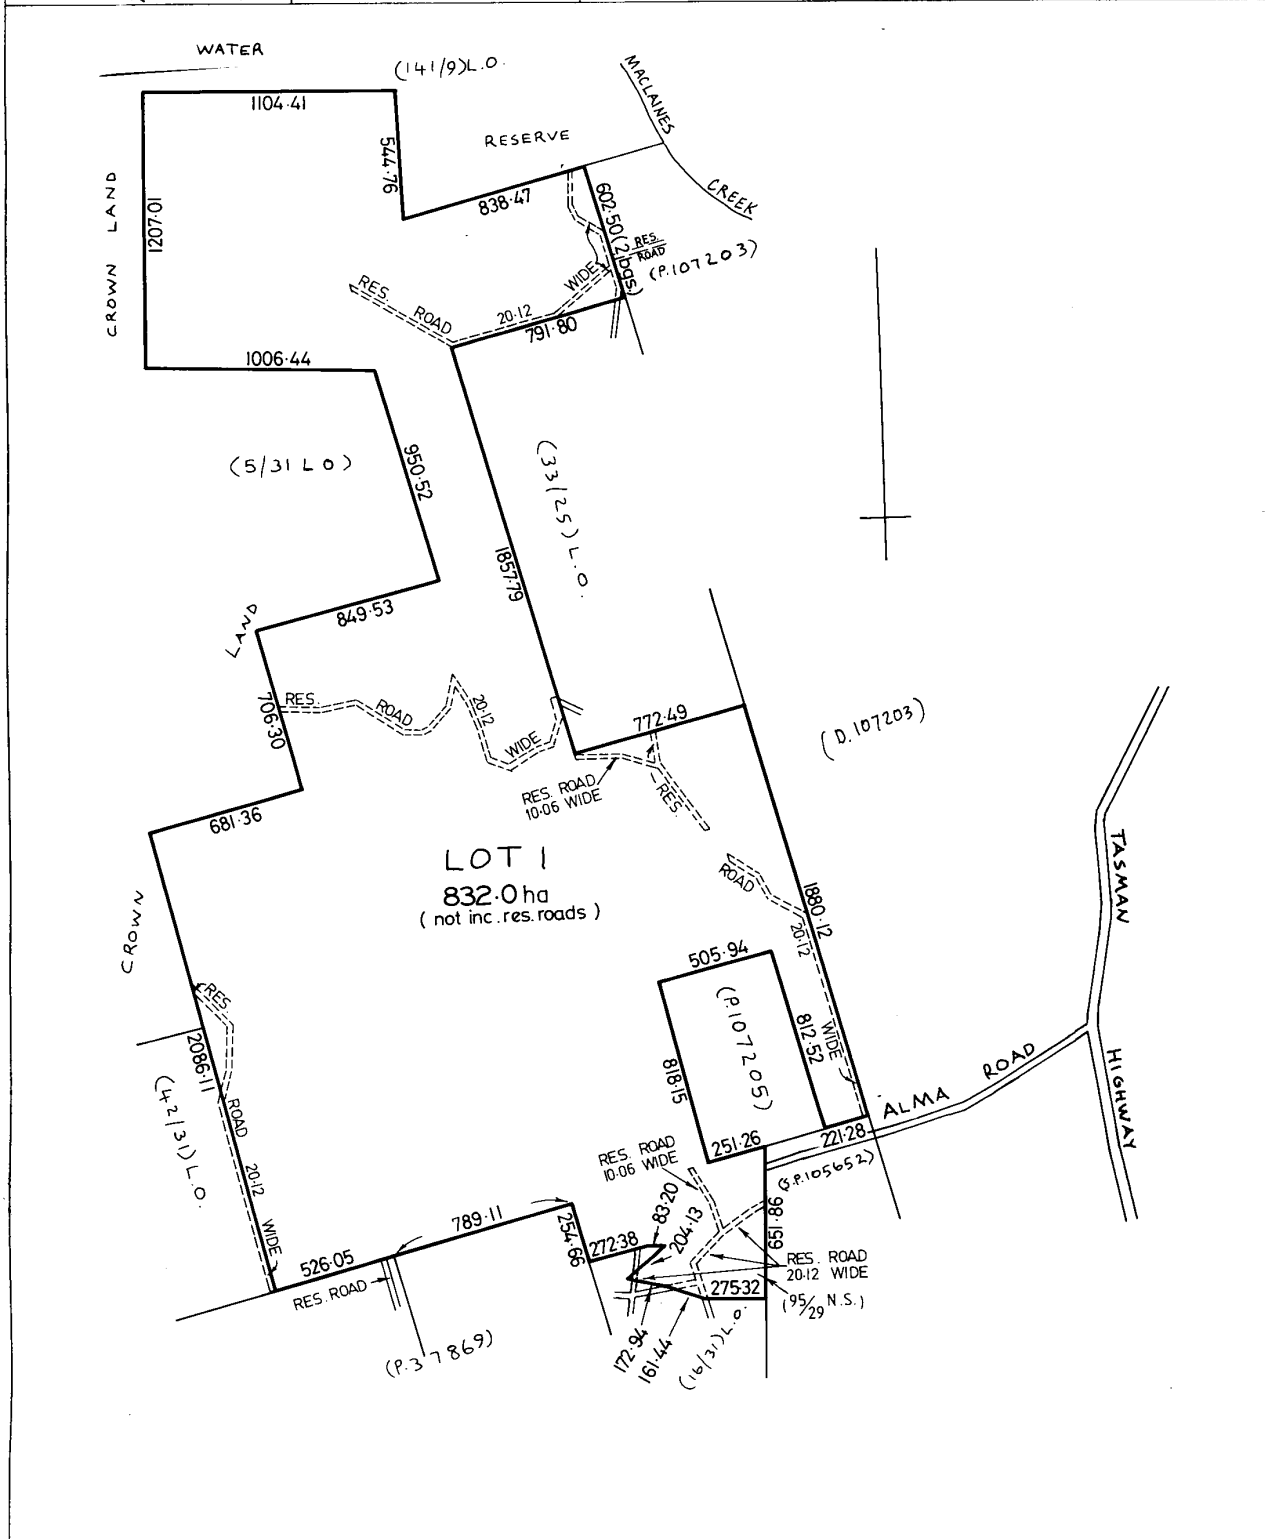 WATER
(141/9)L.O.
MACLAINES
CREEK
1104·41
544·76
RESERVE
838·47
602·50(2 bgs.)
RES.
ROAD
(P.107203)
CROWN LAND
1207·01
RES.
ROAD
20·12
WIDE
791·80
1006·44
(5/31 L O)
950·52
(33/25) L.O.
1857·79
849·53
LAND
706·30
RES.
ROAD
20·12
WIDE
772·49
(D.107203)
RES. ROAD
10·06 WIDE
RES.
681·36
LOT 1
832·0 ha
(not inc. res. roads)
ROAD
1880·12
20·12
WIDE
TASMAN
HIGHWAY
CROWN
505·94
(P.107205)
812·52
818·15
RES.
2086·11
ROAD
20·12
WIDE
(42/31) L.O.
ALMA ROAD
251·26
221·28
(S.P.105652)
RES. ROAD
10·06 WIDE
83·20
204·13
651·86
789·11
254·66
272·38
526·05
RES. ROAD
RES. ROAD
20·12 WIDE
275·32
(95/29 N.S.)
172·94
161·44
(16/31)L.O.
(P.37869)